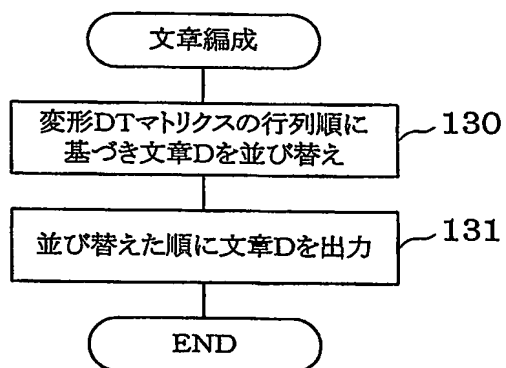 文章編成
変形DTマトリクスの行列順に
基づき文章Dを並び替え
130
並び替えた順に文章Dを出力
131
END